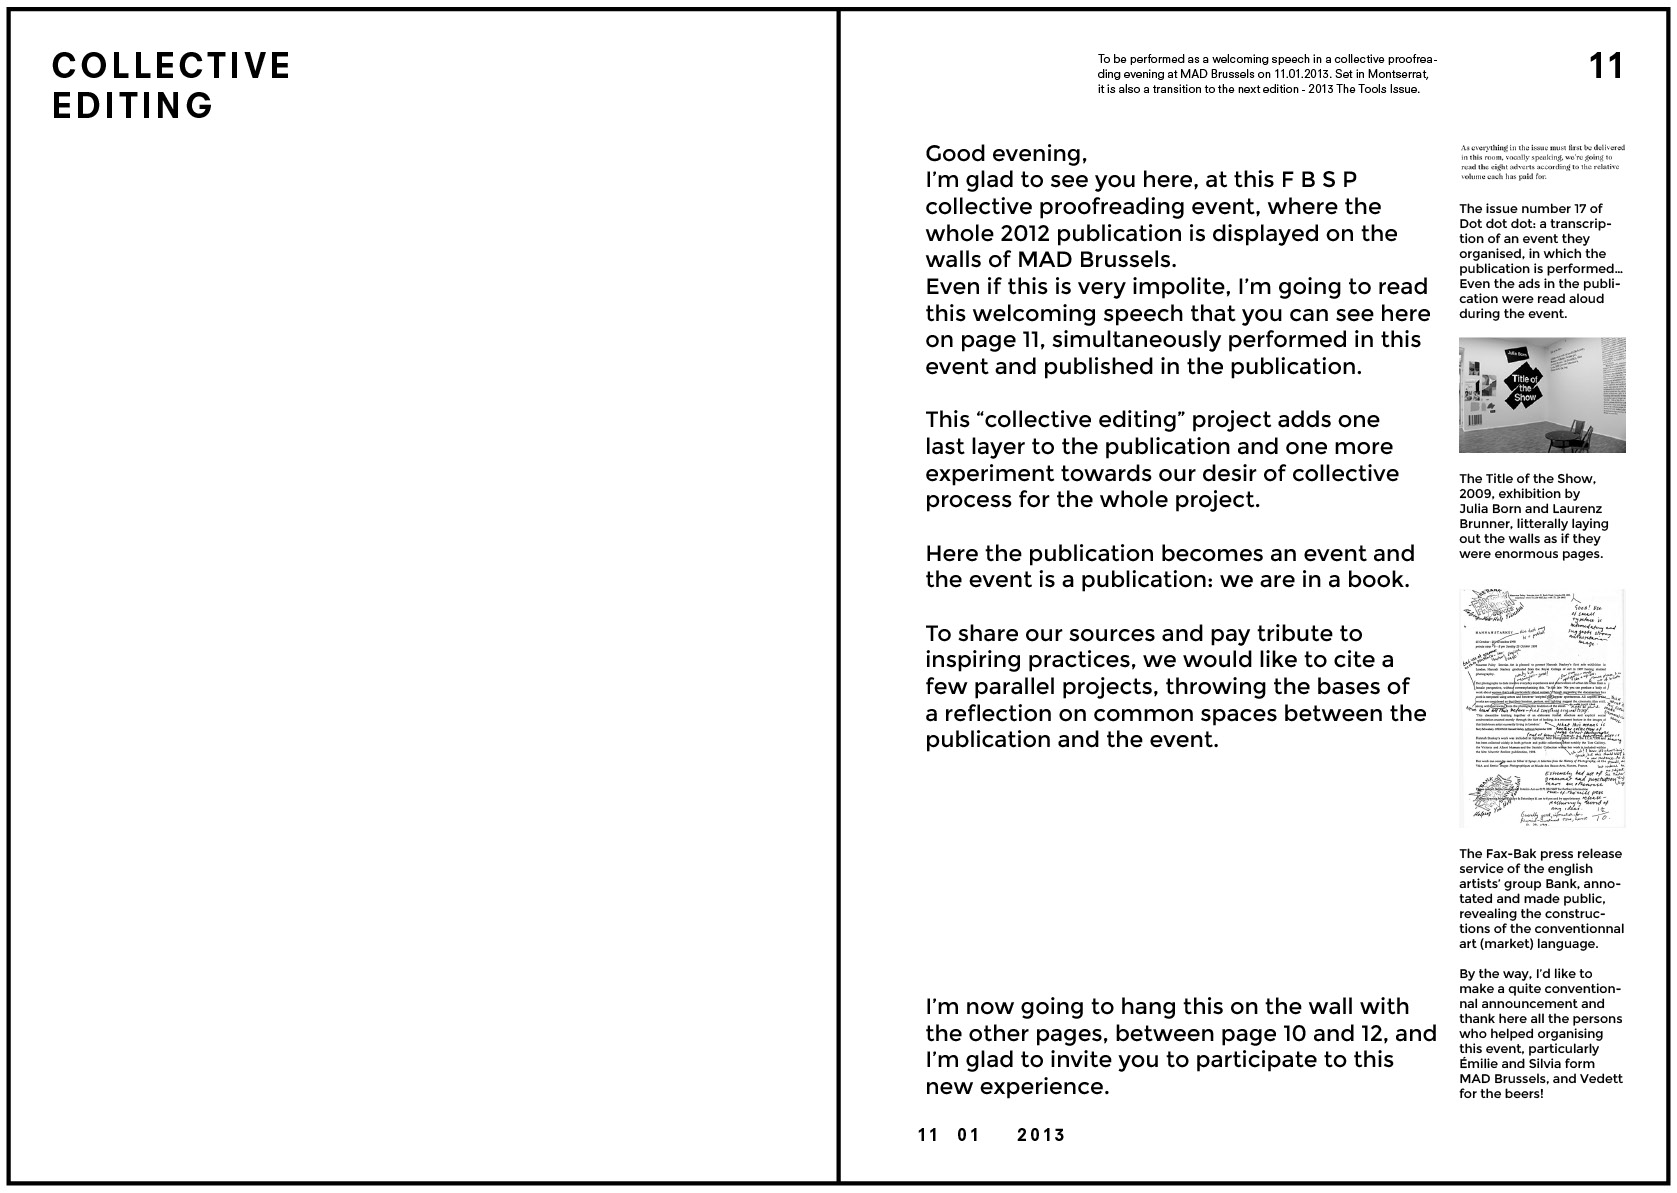 COLLECTIVE
EDITING
To be performed as a welcoming speech in a collective proofrea-
ding evening at MAD Brussels on 11.01.2013. Set in Montserrat,
it is also a transition to the next edition - 2013 The Tools Issue.
11
Good evening,
I’m glad to see you here, at this F B S P
collective proofreading event, where the
whole 2012 publication is displayed on the
walls of MAD Brussels.
Even if this is very impolite, I’m going to read
this welcoming speech that you can see here
on page 11, simultaneously performed in this
event and published in the publication.
This “collective editing” project adds one
last layer to the publication and one more
experiment towards our desir of collective
process for the whole project.
Here the publication becomes an event and
the event is a publication: we are in a book.
To share our sources and pay tribute to
inspiring practices, we would like to cite a
few parallel projects, throwing the bases of
a reflection on common spaces between the
publication and the event.
I’m now going to hang this on the wall with
the other pages, between page 10 and 12, and
I’m glad to invite you to participate to this
new experience.
11 01 2013
As everything in the issue must first be delivered
in this room, vocally speaking, we’re going to
read the eight adverts according to the relative
volume each has paid for.
The issue number 17 of
Dot dot dot: a transcrip-
tion of an event they
organised, in which the
publication is performed...
Even the ads in the publi-
cation were read aloud
during the event.
Julia Born
Title of
the
Show
The Title of the Show,
2009, exhibition by
Julia Born and Laurenz
Brunner, litterally laying
out the walls as if they
were enormous pages.
HANNAH STARKEY
The Fax-Bak press release
service of the english
artists’ group Bank, anno-
tated and made public,
revealing the construc-
tions of the conventionnal
art (market) language.
By the way, I’d like to
make a quite convention-
nal announcement and
thank here all the persons
who helped organising
this event, particularly
Émilie and Silvia form
MAD Brussels, and Vedett
for the beers!